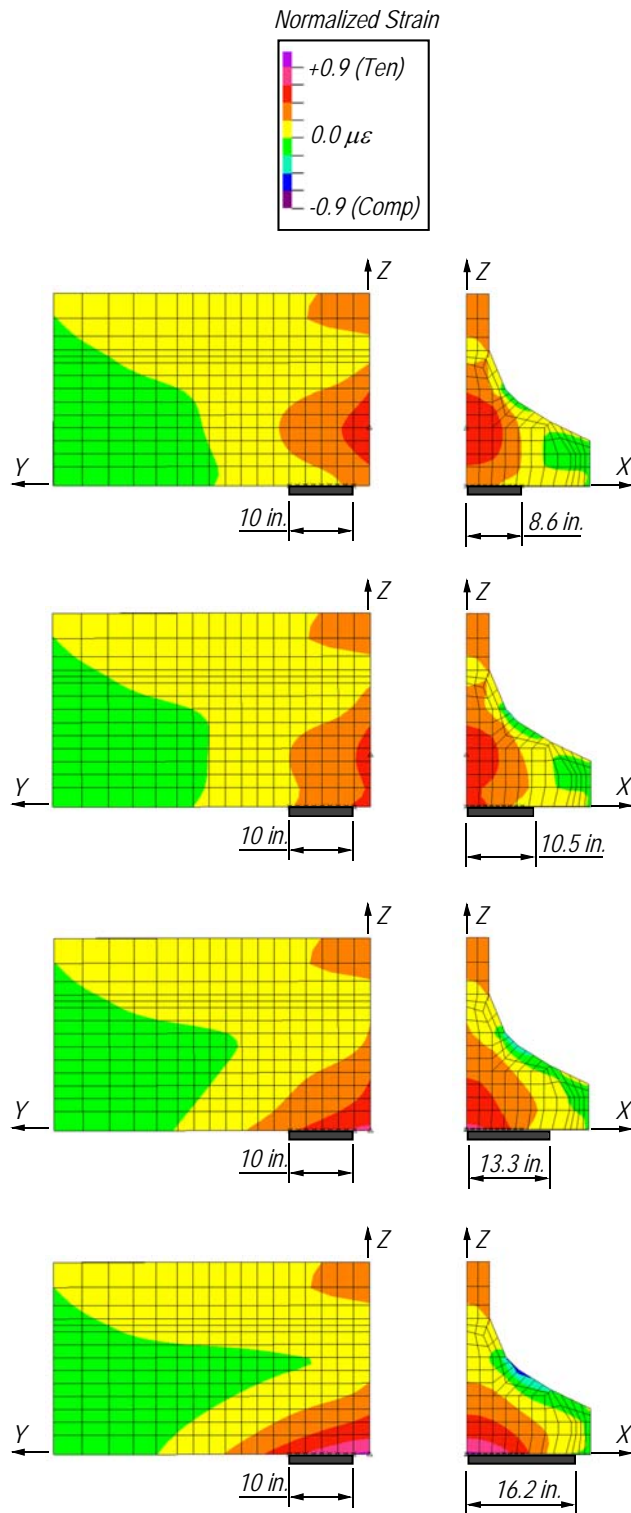 Normalized Strain
+0.9 (Ten)
0.0 με
-0.9 (Comp)
Z Z
Y X
10 in. 8.6 in.
Z Z
Y X
10 in. 10.5 in.
Z Z
Y X
10 in. 13.3 in.
Z Z
Y X
10 in. 16.2 in.